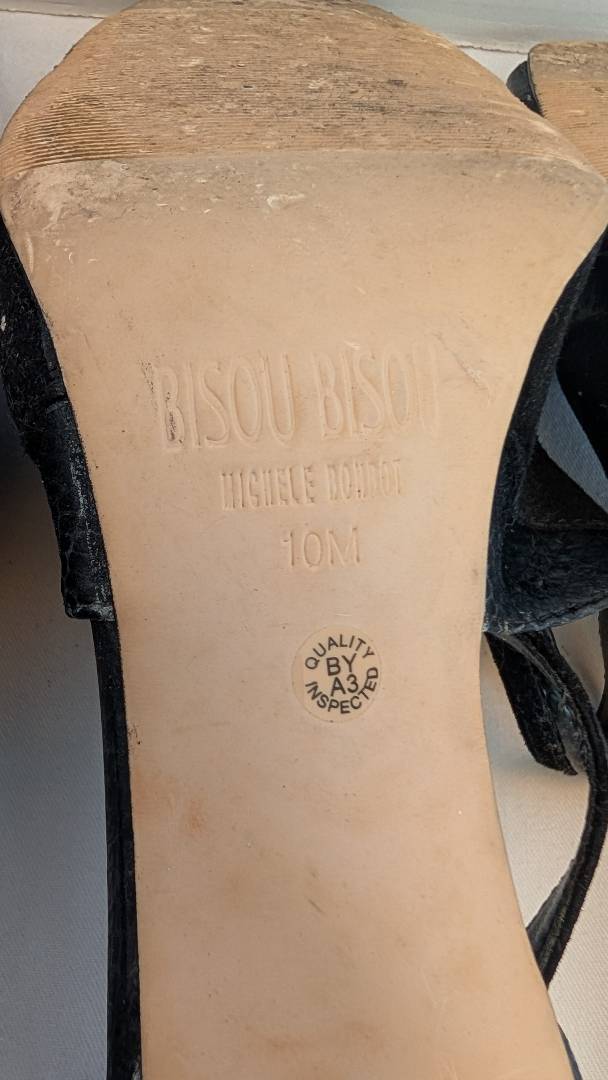 BISOU BISOU
MICHELE BOHBOT
10M
QUALITY
BY
A3
INSPECTED